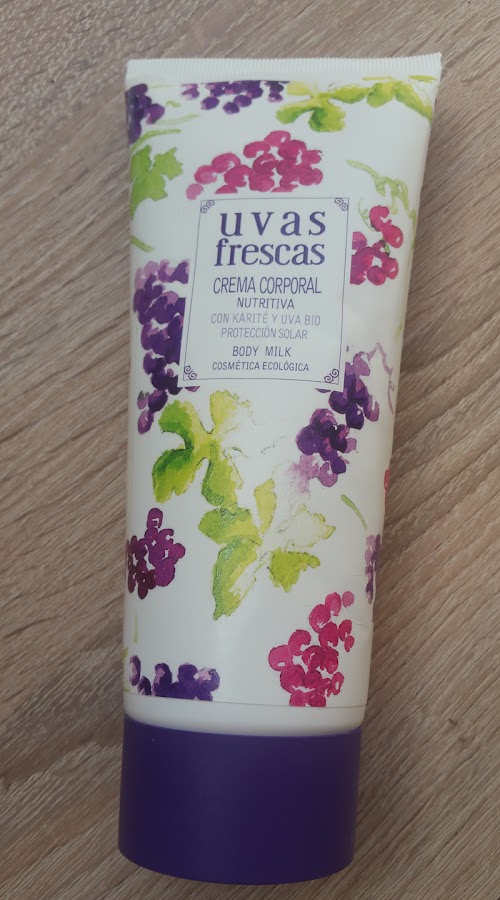 uvas
frescas
CREMA CORPORAL
NUTRITIVA
CON KARITÉ Y UVA BIO
PROTECCIÓN SOLAR
BODY MILK
COSMÉTICA ECOLÓGICA